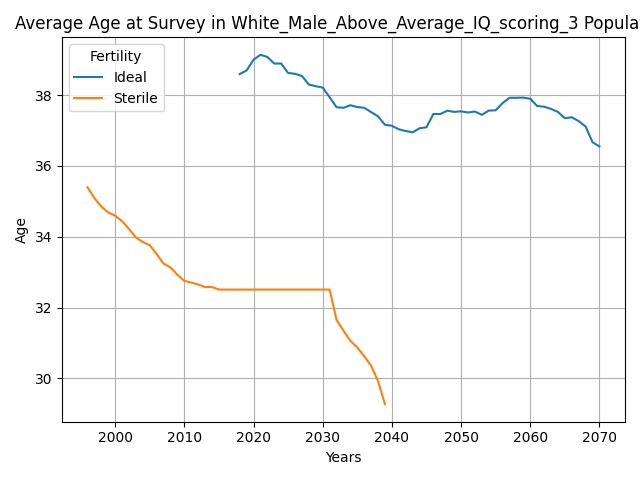 Average Age at Survey in White_Male_Above_Average_IQ_scoring_3 Popula
Fertility
Ideal
Sterile
Age
38
36
34
32
30
2000 2010 2020 2030 2040 2050 2060 2070
Years